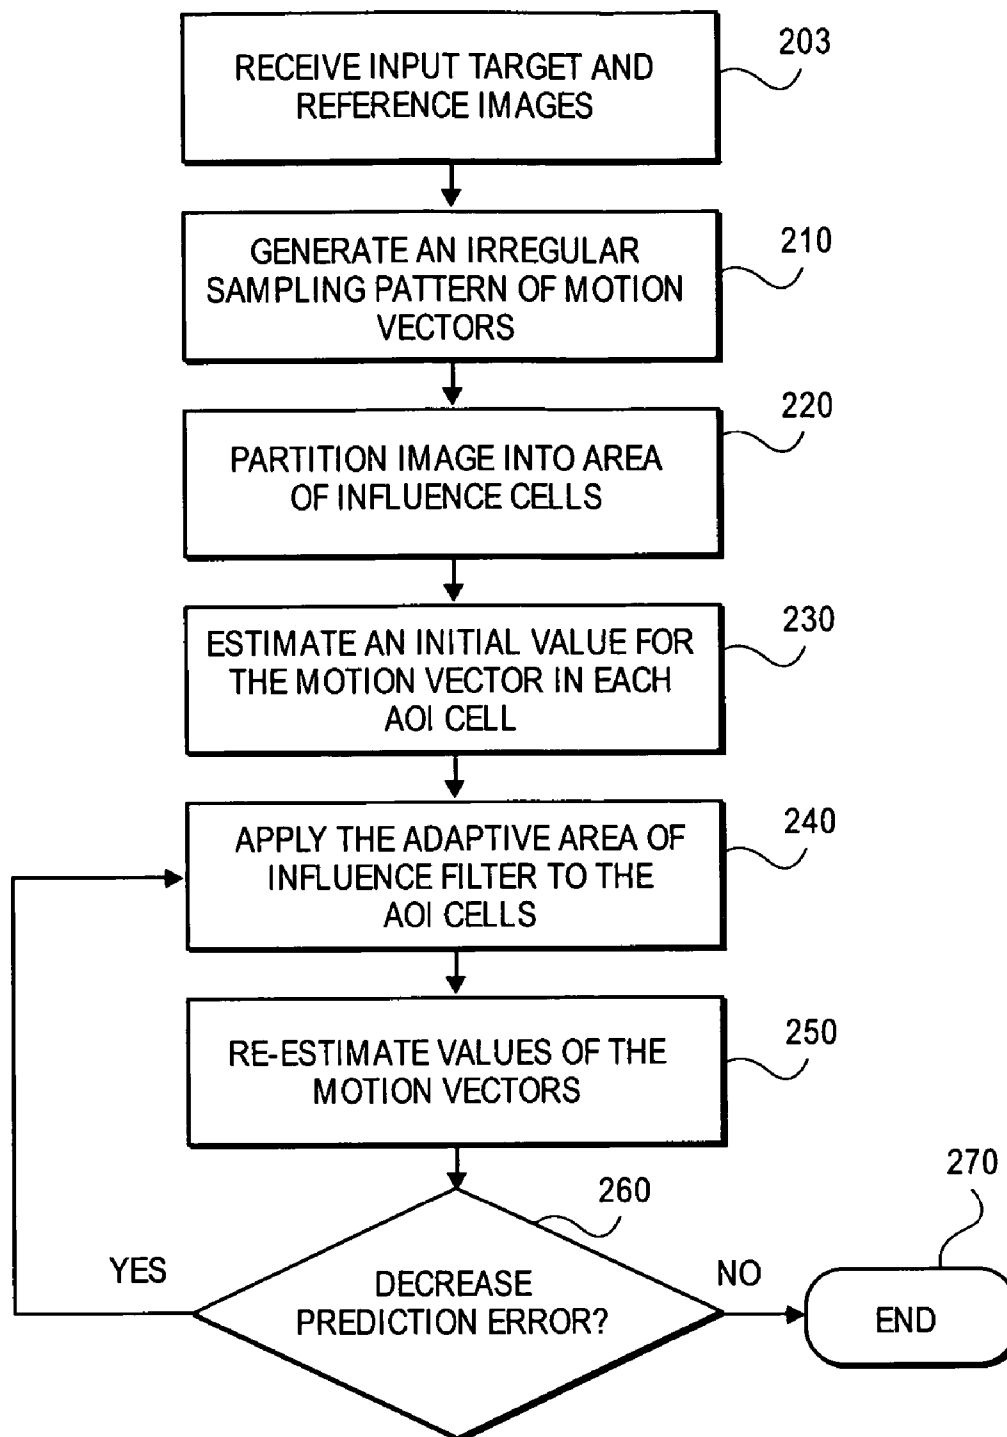 RECEIVE INPUT TARGET AND
REFERENCE IMAGES
203
GENERATE AN IRREGULAR
SAMPLING PATTERN OF MOTION
VECTORS
210
PARTITION IMAGE INTO AREA
OF INFLUENCE CELLS
220
ESTIMATE AN INITIAL VALUE FOR
THE MOTION VECTOR IN EACH
AOI CELL
230
APPLY THE ADAPTIVE AREA OF
INFLUENCE FILTER TO THE
AOI CELLS
240
RE-ESTIMATE VALUES OF THE
MOTION VECTORS
250
DECREASE
PREDICTION ERROR?
260
YES
NO
END
270